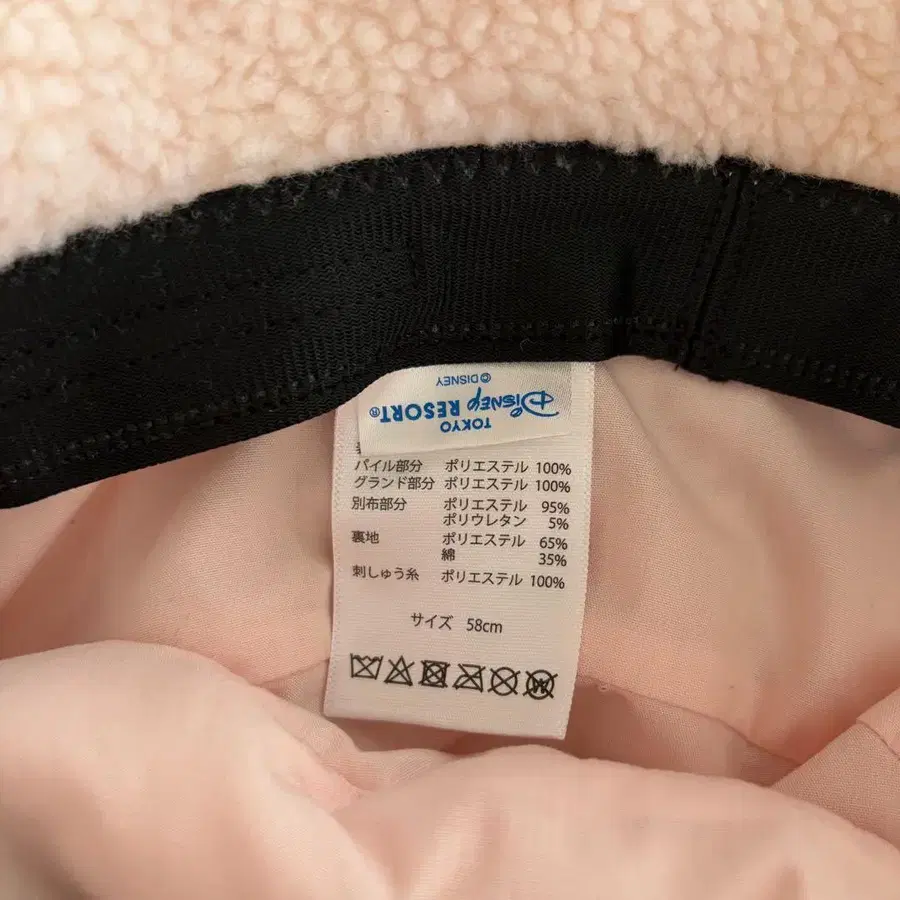 TOKYO
DISNEY RESORT®
© DISNEY
パイル部分 ポリエステル 100%
グランド部分 ポリエステル 100%
別布部分 ポリエステル 95%
ポリウレタン 5%
裏地 ポリエステル 65%
綿 35%
刺しゅう糸 ポリエステル 100%
サイズ 58cm